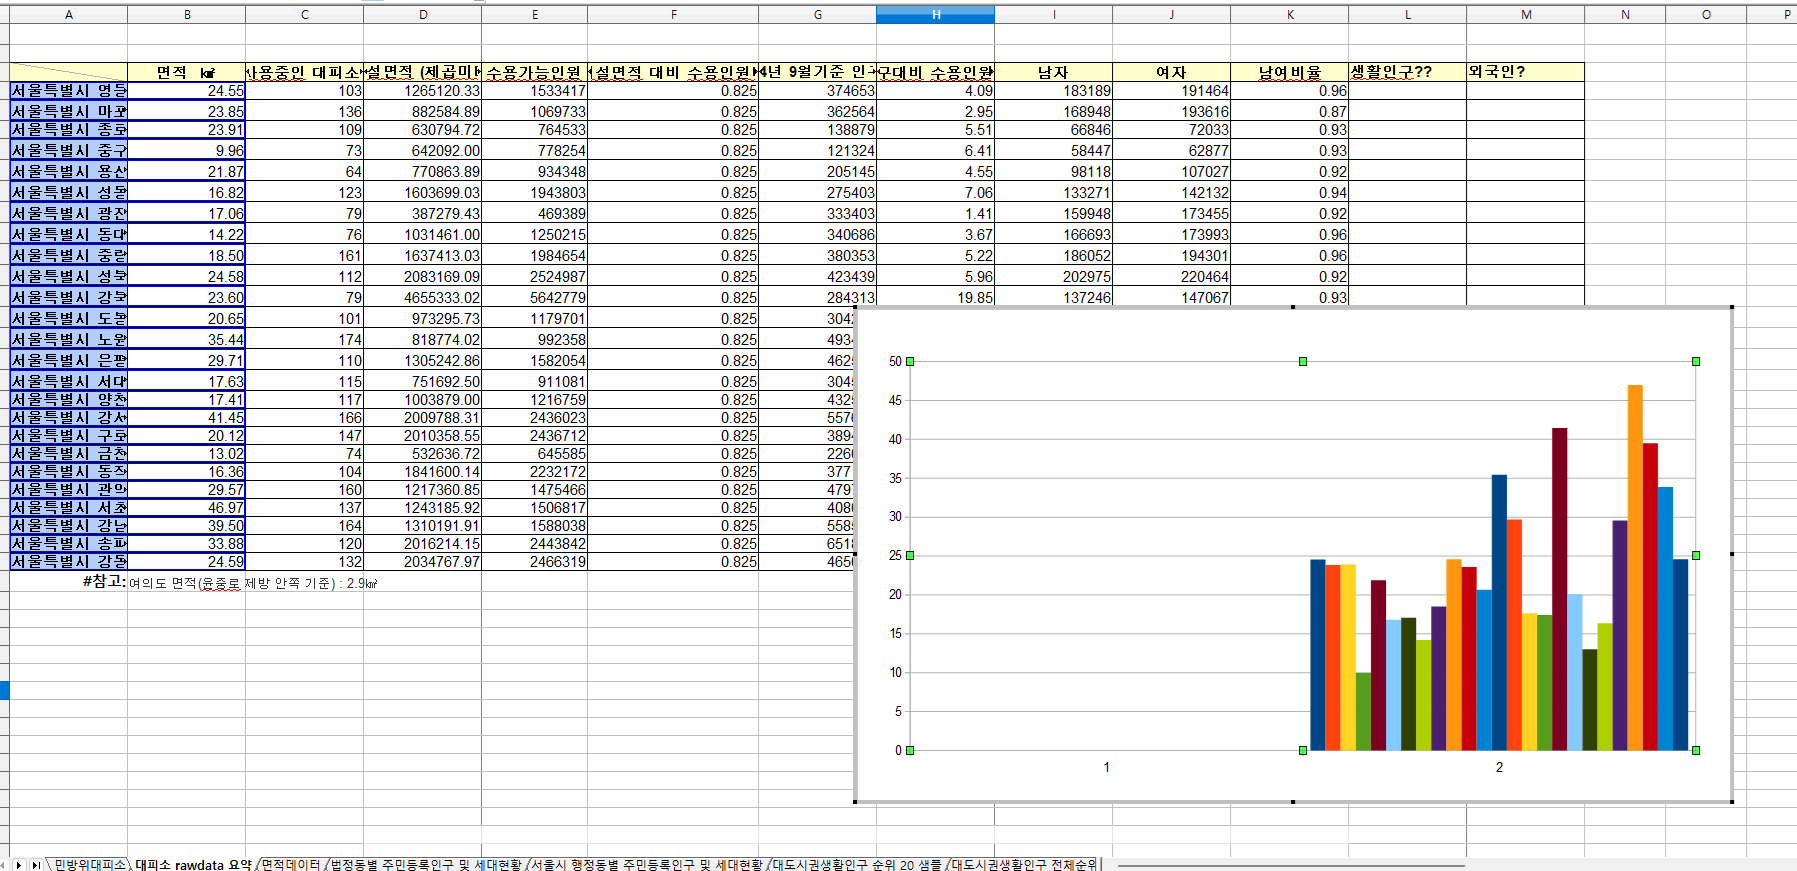 A B C D E F G H I J K L M N O P
면적 ㎢ 사용중인 대피소 설면적 (제곱미 수용가능인원 설면적 대비 수용인원 4년 9월기준 인구 구대비 수용인원 남자 여자 남여비율 생활인구?? 외국인?
서울특별시 영등 24.55 103 1265120.33 1533417 0.825 374653 4.09 183189 191464 0.96
서울특별시 마포 23.85 136 882584.89 1069733 0.825 362564 2.95 168948 193616 0.87
서울특별시 종로 23.91 109 630794.72 764533 0.825 138879 5.51 66846 72033 0.93
서울특별시 중구 9.96 73 642092.00 778254 0.825 121324 6.41 58447 62877 0.93
서울특별시 용산 21.87 64 770863.89 934348 0.825 205145 4.55 98118 107027 0.92
서울특별시 성동 16.82 123 1603699.03 1943803 0.825 275403 7.06 133271 142132 0.94
서울특별시 광진 17.06 79 387279.43 469389 0.825 333403 1.41 159948 173455 0.92
서울특별시 동대 14.22 76 1031461.00 1250215 0.825 340686 3.67 166693 173993 0.96
서울특별시 중랑 18.50 161 1637413.03 1984654 0.825 380353 5.22 186052 194301 0.96
서울특별시 성북 24.58 112 2083169.09 2524987 0.825 423439 5.96 202975 220464 0.92
서울특별시 강북 23.60 79 4655333.02 5642779 0.825 284313 19.85 137246 147067 0.93
서울특별시 도봉 20.65 101 973295.73 1179701 0.825 304
서울특별시 노원 35.44 174 818774.02 992358 0.825 493
서울특별시 은평 29.71 110 1305242.86 1582054 0.825 462
서울특별시 서대 17.63 115 751692.50 911081 0.825 304
서울특별시 양천 17.41 117 1003879.00 1216759 0.825 432
서울특별시 강서 41.45 166 2009788.31 2436023 0.825 557
서울특별시 구로 20.12 147 2010358.55 2436712 0.825 389
서울특별시 금천 13.02 74 532636.72 645585 0.825 226
서울특별시 동작 16.36 104 1841600.14 2232172 0.825 377
서울특별시 관악 29.57 160 1217360.85 1475466 0.825 479
서울특별시 서초 46.97 137 1243185.92 1506817 0.825 408
서울특별시 강남 39.50 164 1310191.91 1588038 0.825 558
서울특별시 송파 33.88 120 2016214.15 2443842 0.825 651
서울특별시 강동 24.59 132 2034767.97 2466319 0.825 465
#참고: 여의도 면적(윤중로 제방 안쪽 기준) : 2.9㎢
50
45
40
35
30
25
20
15
10
5
0
1 2
민방위대피소 대피소 rawdata 요약 면적데이터 법정동별 주민등록인구 및 세대현황 서울시 행정동별 주민등록인구 및 세대현황 대도시권생활인구 순위 20 샘플 대도시권생활인구 전체순위